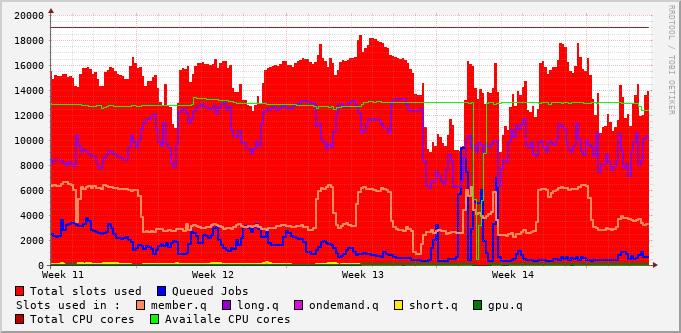 20000
18000
16000
14000
12000
10000
8000
6000
4000
2000
0
Week 11 Week 12 Week 13 Week 14
Total slots used Queued Jobs
Slots used in : member.q long.q ondemand.q short.q gpu.q
Total CPU cores Availale CPU cores
RRDTOOL / TOBI OETIKER